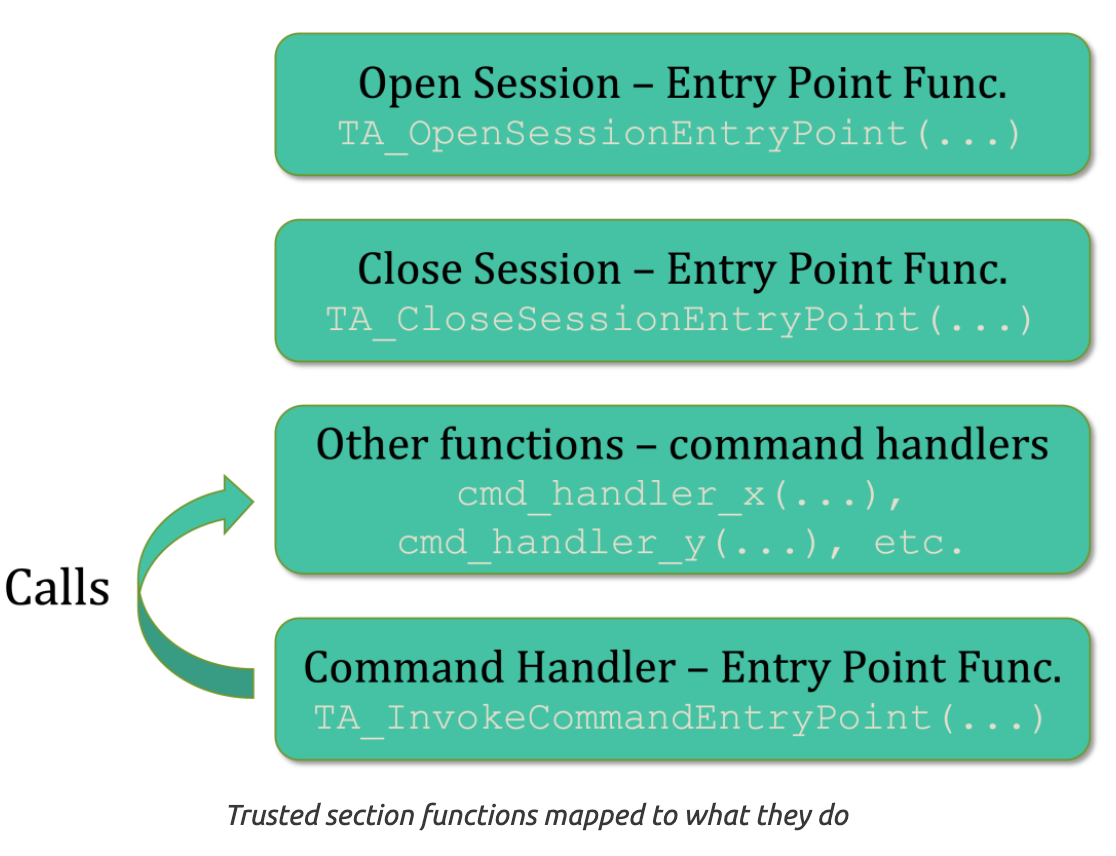 Open Session – Entry Point Func.
TA_OpenSessionEntryPoint(...)
Close Session – Entry Point Func.
TA_CloseSessionEntryPoint(...)
Other functions – command handlers
cmd_handler_x(...),
cmd_handler_y(...), etc.
Calls
Command Handler – Entry Point Func.
TA_InvokeCommandEntryPoint(...)
Trusted section functions mapped to what they do